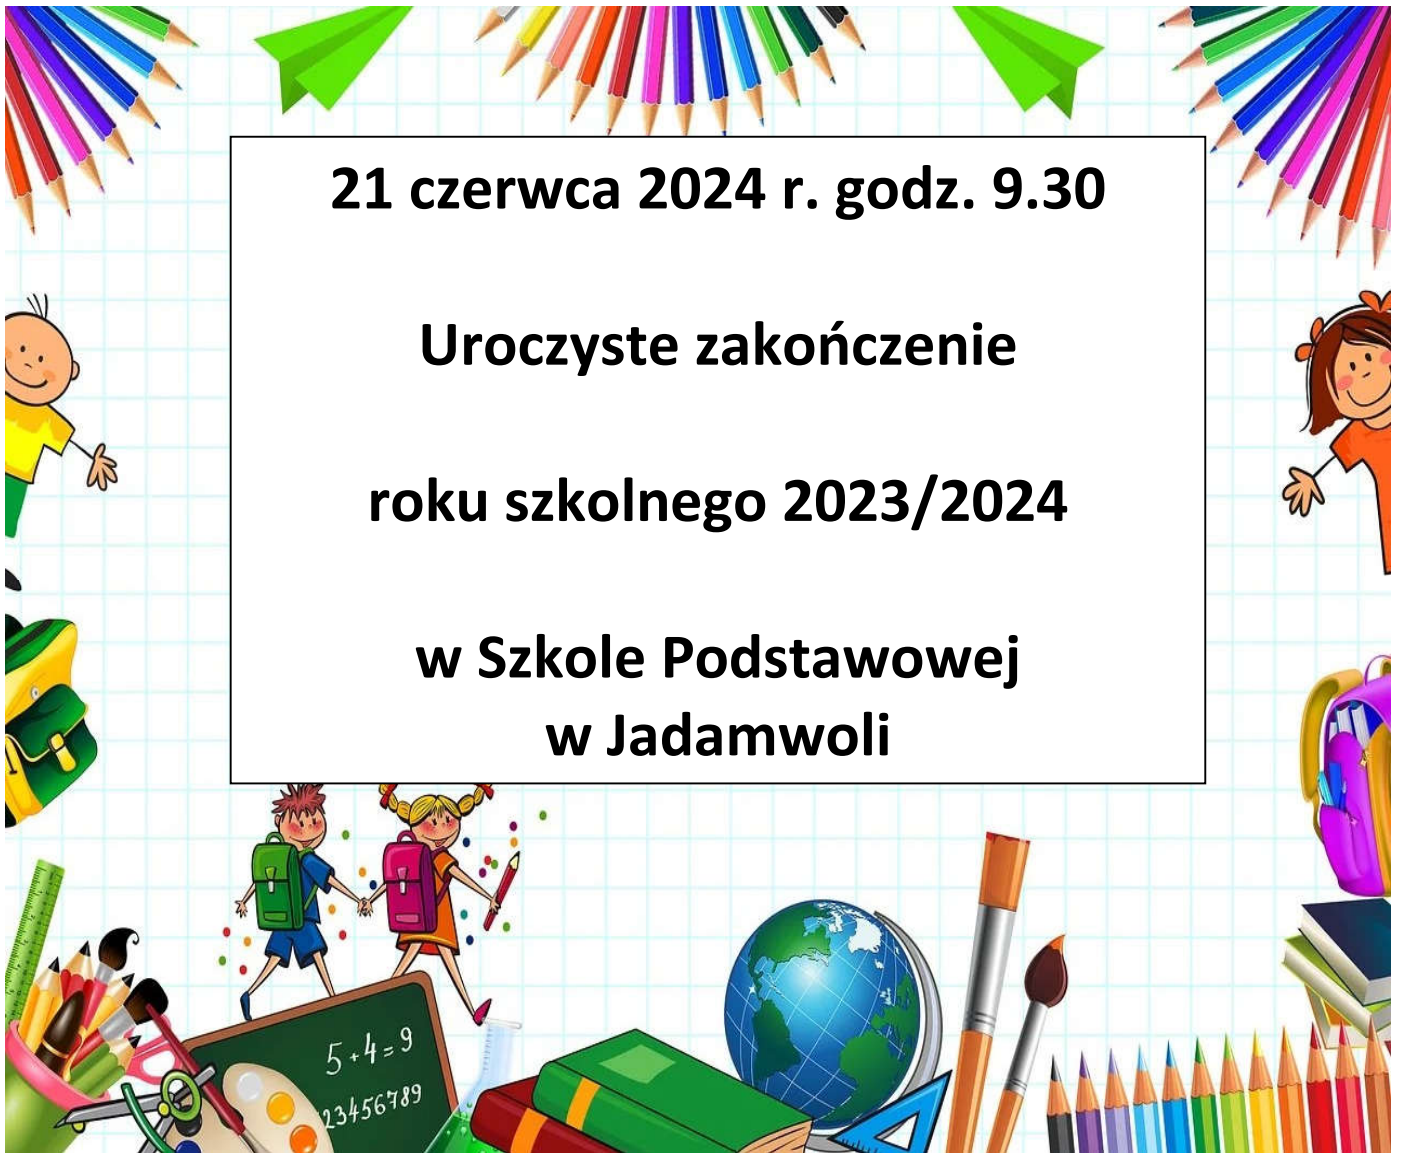 21 czerwca 2024 r. godz. 9.30
Uroczyste zakończenie
roku szkolnego 2023/2024
w Szkole Podstawowej
w Jadamwoli
5+4=9
23456789